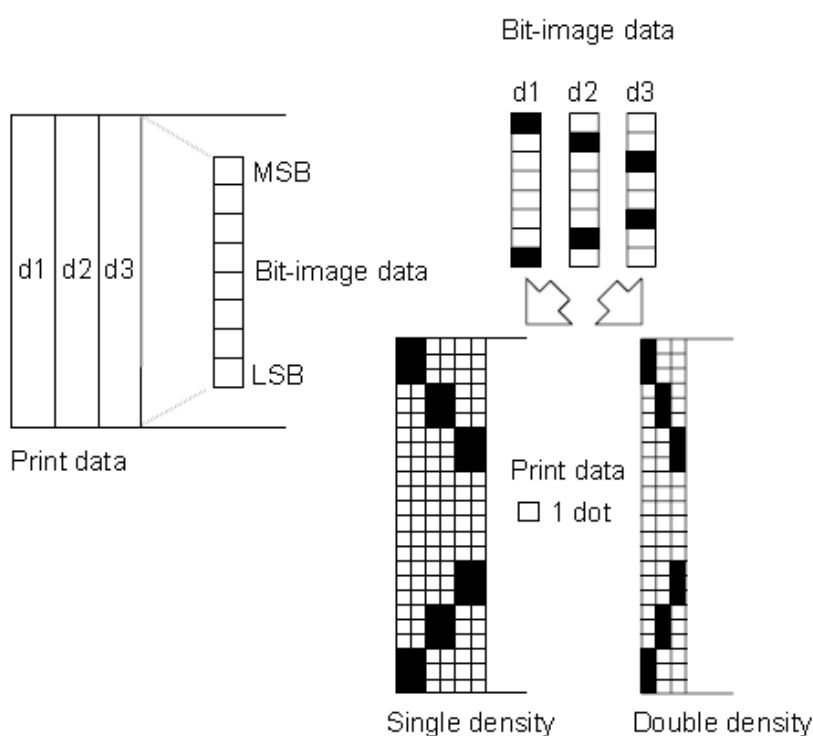 Bit-image data
d1 d2 d3
MSB
d1 d2 d3
Bit-image data
LSB
Print data
Print data
1 dot
Single density
Double density